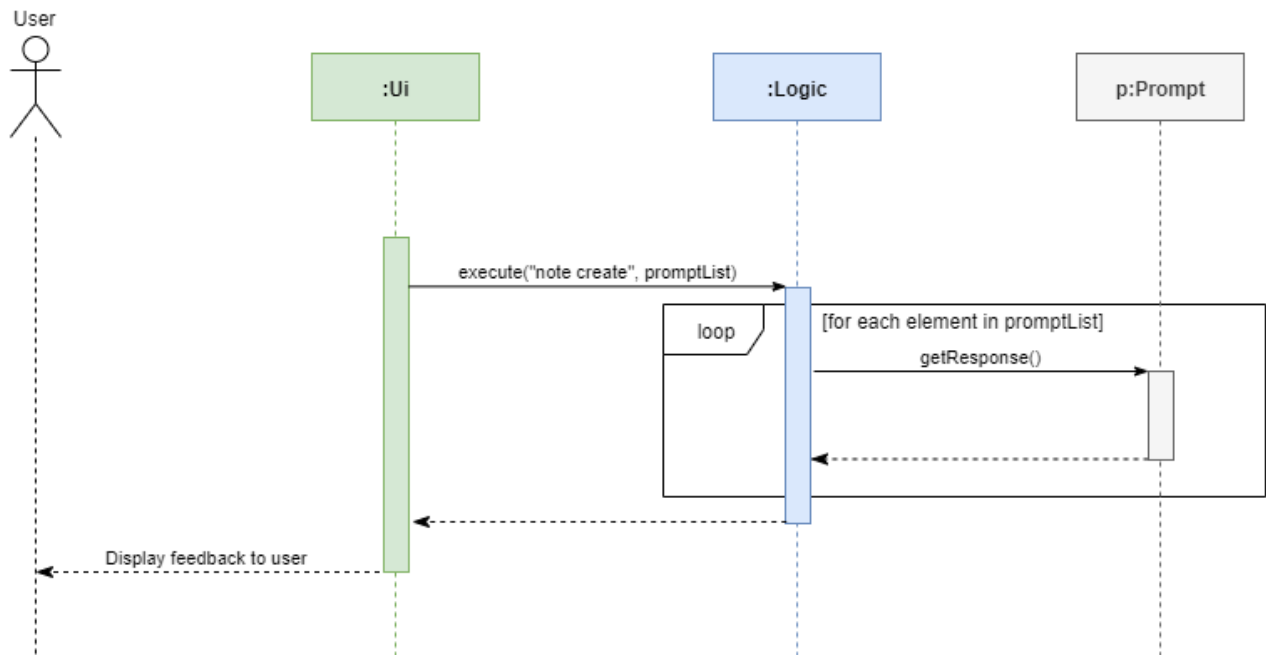 User
:Ui
:Logic
p:Prompt
execute("note create", promptList)
loop
[for each element in promptList]
getResponse()
Display feedback to user